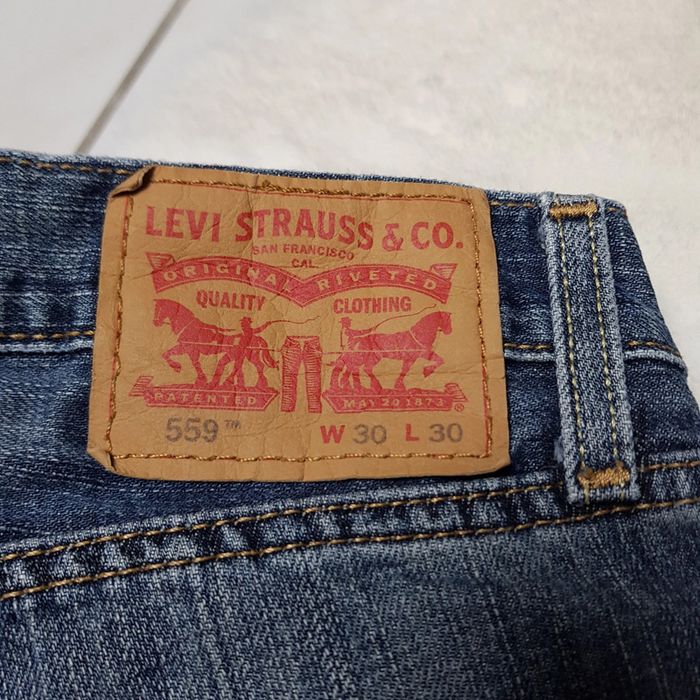 LEVI STRAUSS & CO.
SAN FRANCISCO
CAL.
ORIGINAL RIVETED
QUALITY CLOTHING
PATENTED MAY 20 1873 ®
559™ W 30 L 30